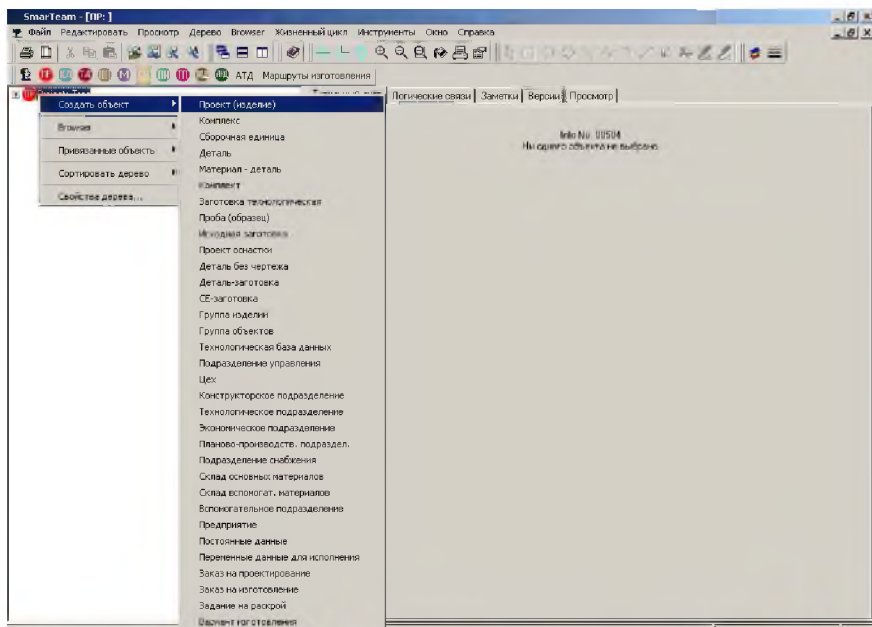 SmarTeam - [ПР: ]
Файл Редактировать Просмотр Дерево Browser Жизненный цикл Инструменты Окно Справка
АТД Маршруты изготовления
Создать объект
Browser
Привязанные объекты
Сортировать дерево
Свойства дерева...
Проект (изделие)
Комплекс
Сборочная единица
Деталь
Материал - деталь
Комплект
Заготовка технологическая
Проба (образец)
Исходная заготовка
Проект оснастки
Деталь без чертежа
Деталь-заготовка
СЕ-заготовка
Группа изделий
Группа объектов
Технологическая база данных
Подразделение управления
Цех
Конструкторское подразделение
Технологическое подразделение
Экономическое подразделение
Планово-производств. подраздел.
Подразделение снабжения
Склад основных материалов
Склад вспомогат. материалов
Вспомогательное подразделение
Предприятие
Постоянные данные
Переменные данные для исполнения
Заказ на проектирование
Заказ на изготовление
Задание на раскрой
Вариант изготовления
Логические связи Заметки Версии Просмотр
Info No. 00504
Ни одного объекта не выбрано